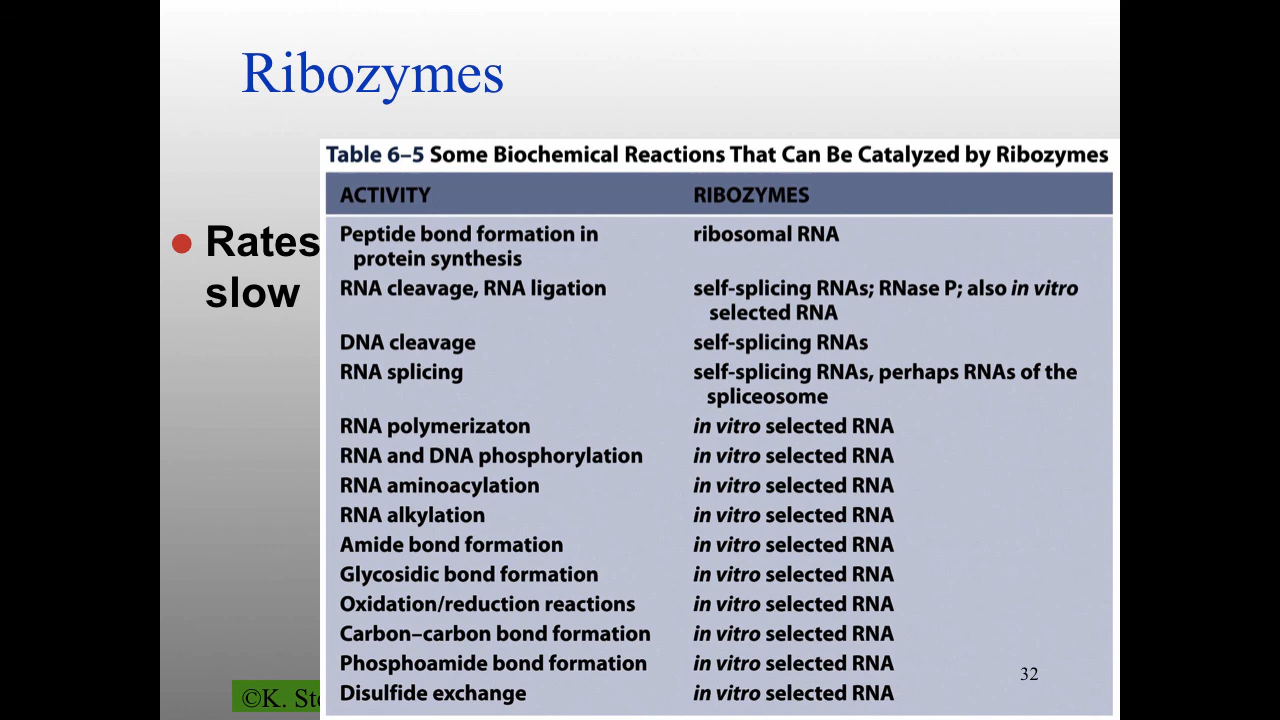 Ribozymes
Rates
slow
Table 6–5 Some Biochemical Reactions That Can Be Catalyzed by Ribozymes
ACTIVITY RIBOZYMES
Peptide bond formation in ribosomal RNA
protein synthesis
RNA cleavage, RNA ligation self-splicing RNAs; RNase P; also in vitro
selected RNA
DNA cleavage self-splicing RNAs
RNA splicing self-splicing RNAs, perhaps RNAs of the
spliceosome
RNA polymerizaton in vitro selected RNA
RNA and DNA phosphorylation in vitro selected RNA
RNA aminoacylation in vitro selected RNA
RNA alkylation in vitro selected RNA
Amide bond formation in vitro selected RNA
Glycosidic bond formation in vitro selected RNA
Oxidation/reduction reactions in vitro selected RNA
Carbon–carbon bond formation in vitro selected RNA
Phosphoamide bond formation in vitro selected RNA
Disulfide exchange in vitro selected RNA
32
©K.